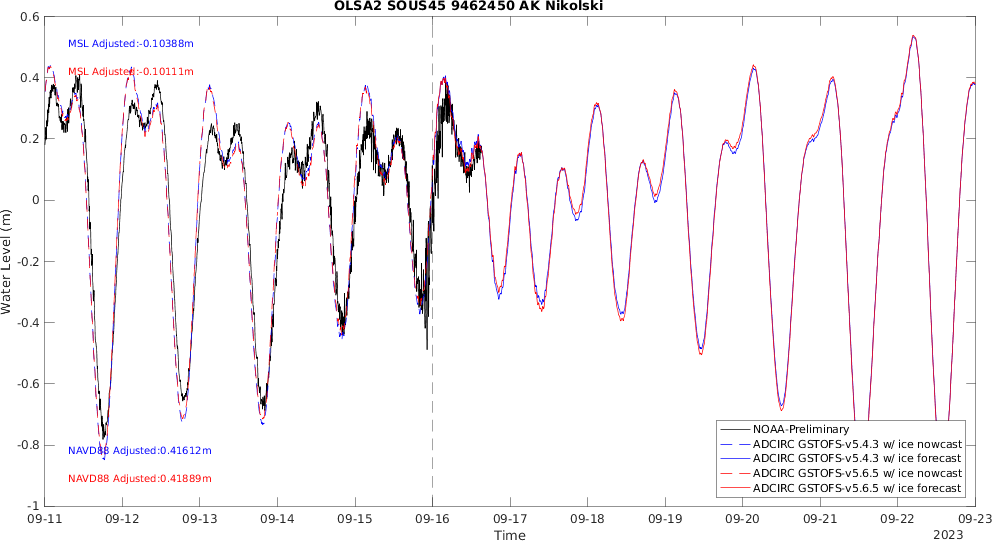 OLSA2 SOUS45 9462450 AK Nikolski
0.6
MSL Adjusted:-0.10388m
MSL Adjusted:-0.10111m
0.4
0.2
0
-0.2
-0.4
-0.6
-0.8
-1
Water Level (m)
NAVD88 Adjusted:0.41612m
NAVD88 Adjusted:0.41889m
NOAA-Preliminary
ADCIRC GSTOFS-v5.4.3 w/ ice nowcast
ADCIRC GSTOFS-v5.4.3 w/ ice forecast
ADCIRC GSTOFS-v5.6.5 w/ ice nowcast
ADCIRC GSTOFS-v5.6.5 w/ ice forecast
09-11 09-12 09-13 09-14 09-15 09-16 09-17 09-18 09-19 09-20 09-21 09-22 09-23
Time
2023